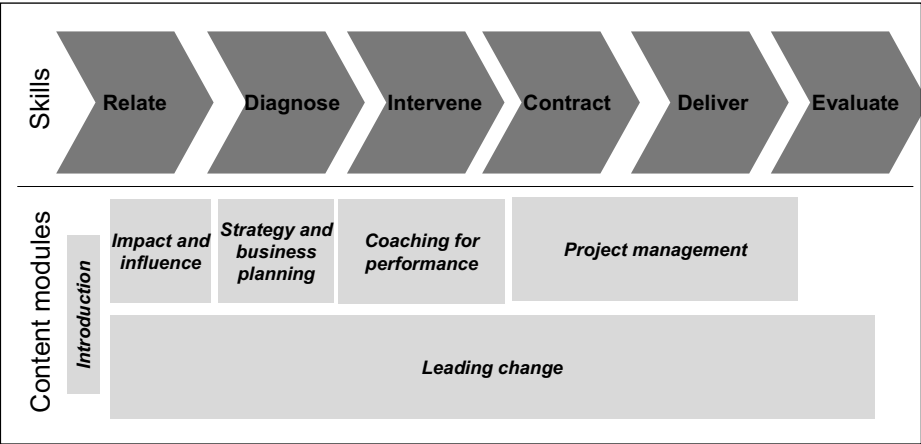 Skills
Relate
Diagnose
Intervene
Contract
Deliver
Evaluate
Content modules
Introduction
Impact and
influence
Strategy and
business
planning
Coaching for
performance
Project management
Leading change